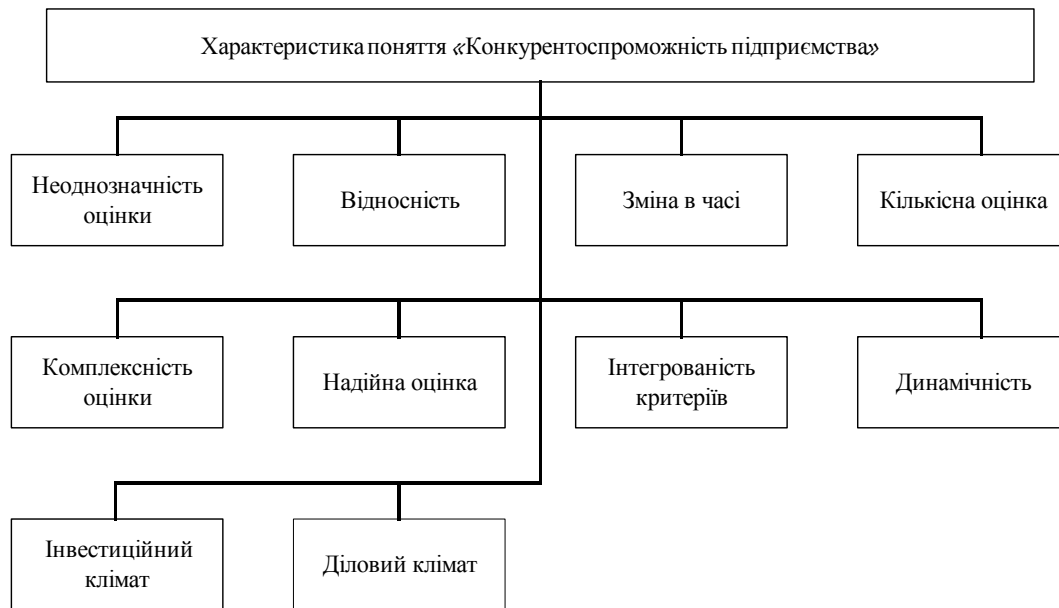 Характеристика поняття «Конкурентоспроможність підприємства»
Неоднозначність
оцінки
Відносність
Зміна в часі
Кількісна оцінка
Комплексність
оцінки
Надійна оцінка
Інтегрованість
критеріїв
Динамічність
Інвестиційний
клімат
Діловий клімат